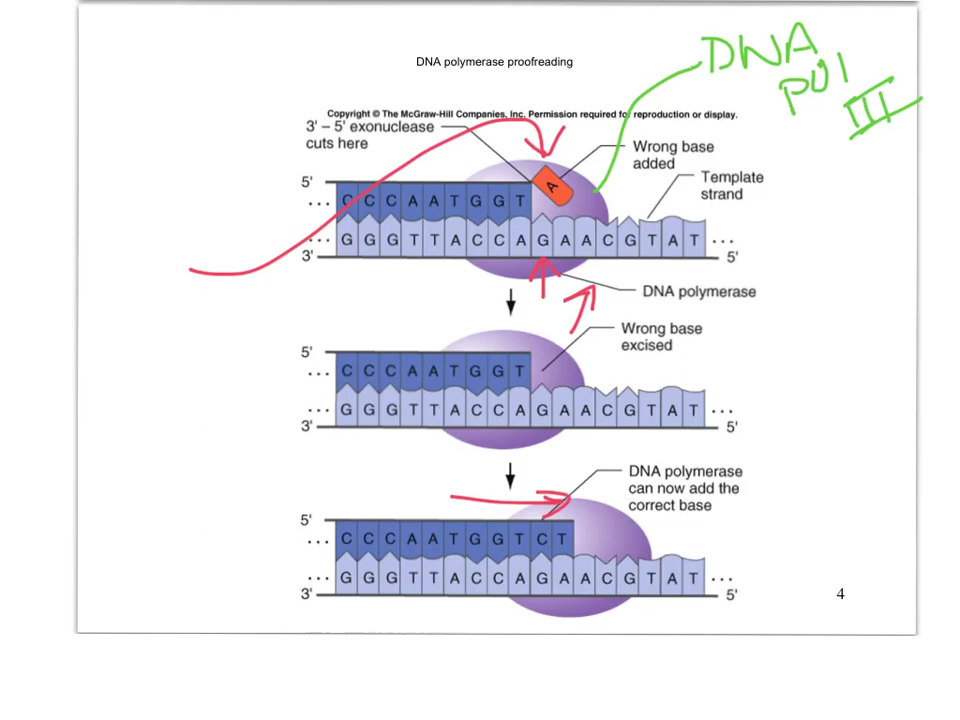 DNA polymerase proofreading
DNA
pol
III
Copyright © The McGraw-Hill Companies, Inc. Permission required for reproduction or display.
3' – 5' exonuclease
cuts here
Wrong base
added
Template
strand
5'
A
... C C C A A T G G T
... G G G T T A C C A G A A C G T A T ...
3'
5'
DNA polymerase
Wrong base
excised
5'
... C C C A A T G G T
... G G G T T A C C A G A A C G T A T ...
3'
5'
DNA polymerase
can now add the
correct base
5'
... C C C A A T G G T C T
... G G G T T A C C A G A A C G T A T ...
3'
5'
4